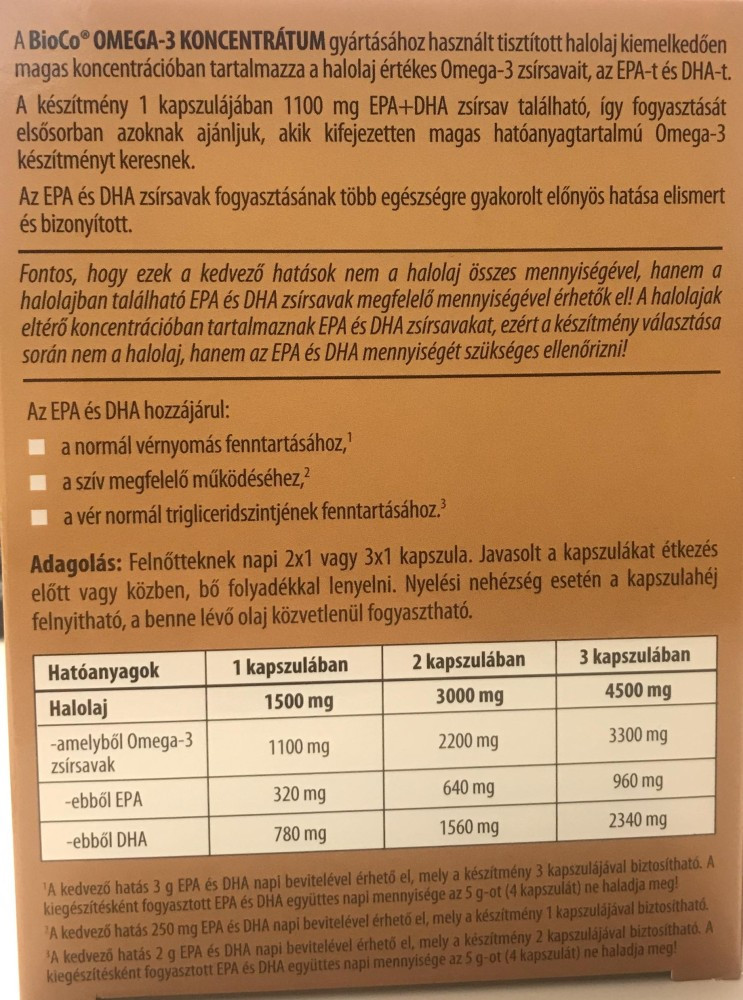 A BioCo® OMEGA-3 KONCENTRÁTUM gyártásához használt tisztított halolaj kiemelkedően
magas koncentrációban tartalmazza a halolaj értékes Omega-3 zsírsavait, az EPA-t és DHA-t.
A készítmény 1 kapszulájában 1100 mg EPA+DHA zsírsav található, így fogyasztását
elsősorban azoknak ajánljuk, akik kifejezetten magas hatóanyagtartalmú Omega-3
készítményt keresnek.
Az EPA és DHA zsírsavak fogyasztásának több egészségre gyakorolt előnyös hatása elismert
és bizonyított.
Fontos, hogy ezek a kedvező hatások nem a halolaj összes mennyiségével, hanem a
halolajban található EPA és DHA zsírsavak megfelelő mennyiségével érhetők el! A halolajak
eltérő koncentrációban tartalmaznak EPA és DHA zsírsavakat, ezért a készítmény választása
során nem a halolaj, hanem az EPA és DHA mennyiségét szükséges ellenőrizni!
Az EPA és DHA hozzájárul:
a normál vérnyomás fenntartásához,¹
a szív megfelelő működéséhez,²
a vér normál trigliceridszintjének fenntartásához.³
Adagolás: Felnőtteknek napi 2x1 vagy 3x1 kapszula. Javasolt a kapszulákat étkezés
előtt vagy közben, bő folyadékkal lenyelni. Nyelési nehézség esetén a kapszulahéj
felnyitható, a benne lévő olaj közvetlenül fogyasztható.
Hatóanyagok 1 kapszulában 2 kapszulában 3 kapszulában
Halolaj 1500 mg 3000 mg 4500 mg
-amelyből Omega-3 1100 mg 2200 mg 3300 mg
zsírsavak
-ebből EPA 320 mg 640 mg 960 mg
-ebből DHA 780 mg 1560 mg 2340 mg
¹A kedvező hatás 3 g EPA és DHA napi bevitelével érhető el, mely a készítmény 3 kapszulájával biztosítható. A
kiegészítésként fogyasztott EPA és DHA együttes napi mennyisége az 5 g-ot (4 kapszulát) ne haladja meg!
²A kedvező hatás 250 mg EPA és DHA napi bevitelével érhető el, mely a készítmény 1 kapszulájával biztosítható.
³A kedvező hatás 2 g EPA és DHA napi bevitelével érhető el, mely a készítmény 2 kapszulájával biztosítható. A
kiegészítésként fogyasztott EPA és DHA együttes napi mennyisége az 5 g-ot (4 kapszulát) ne haladja meg!